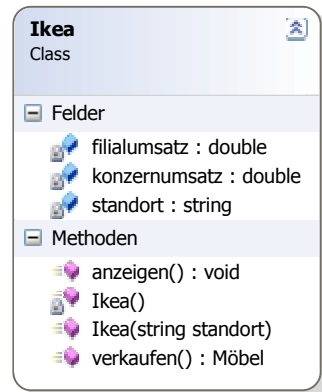 Ikea
Class
Felder
filialumsatz : double
konzernumsatz : double
standort : string
Methoden
anzeigen() : void
Ikea()
Ikea(string standort)
verkaufen() : Möbel